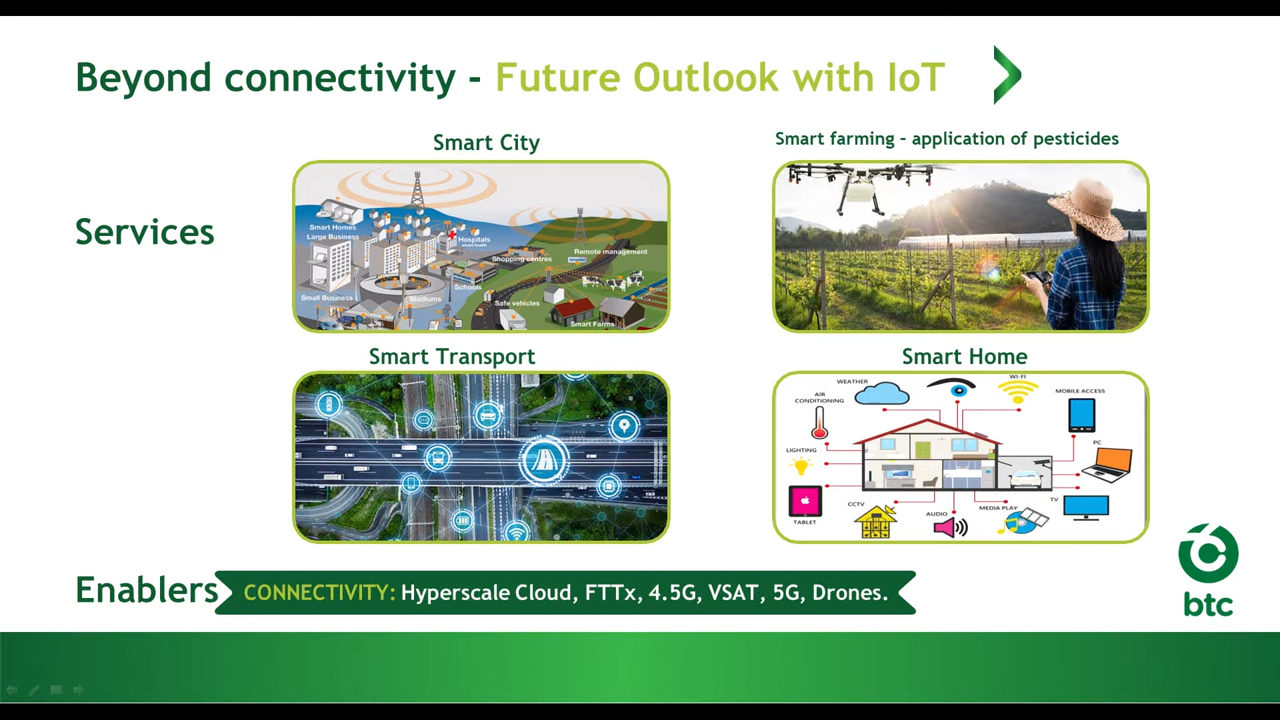 Beyond connectivity - Future Outlook with IoT
Services
Smart City
Smart Homes
Large Business
Hospitals
smart health
Shopping centres
Remote management
Schools
Small Business
Stadiums
Safe vehicles
Smart Farms
Smart farming – application of pesticides
Smart Transport
Smart Home
WEATHER
WI-FI
AIR
CONDITIONING
MOBILE ACCESS
LIGHTING
PC
TABLET
CCTV
AUDIO
MEDIA PLAY
TV
Enablers
CONNECTIVITY: Hyperscale Cloud, FTTx, 4.5G, VSAT, 5G, Drones.
btc